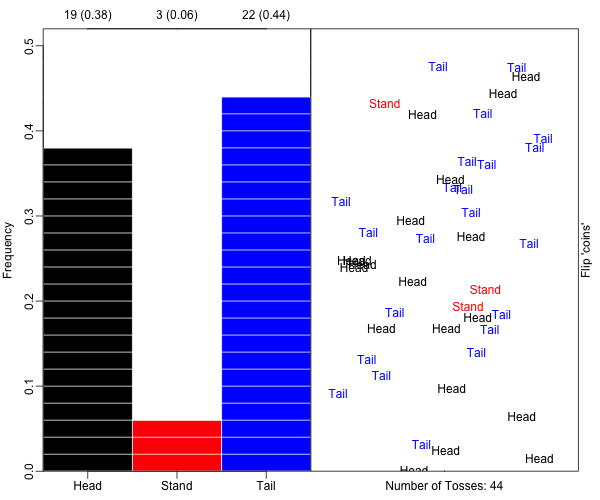 19 (0.38) 3 (0.06) 22 (0.44)
0.5
0.4
0.3
0.2
0.1
0.0
Frequency
Head Stand Tail
Tail
Tail
Head
Head
Stand
Head
Tail
Tail
Tail
Tail
Tail
Head
Tail
Tail
Tail
Tail
Head
Tail
Tail
Head
Tail
Head
Head
Head
Head
Head
Stand
Stand
Tail
Tail
Head
Head
Head
Tail
Tail
Tail
Tail
Head
Tail
Head
Tail
Head
Head
Head
Number of Tosses: 44
Flip 'coins'